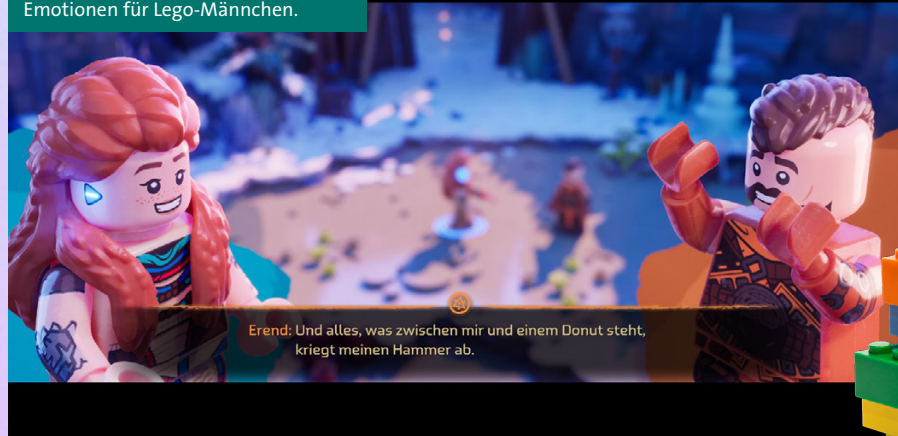 Emotionen für Lego-Männchen.
Erend: Und alles, was zwischen mir und einem Donut steht,
kriegt meinen Hammer ab.